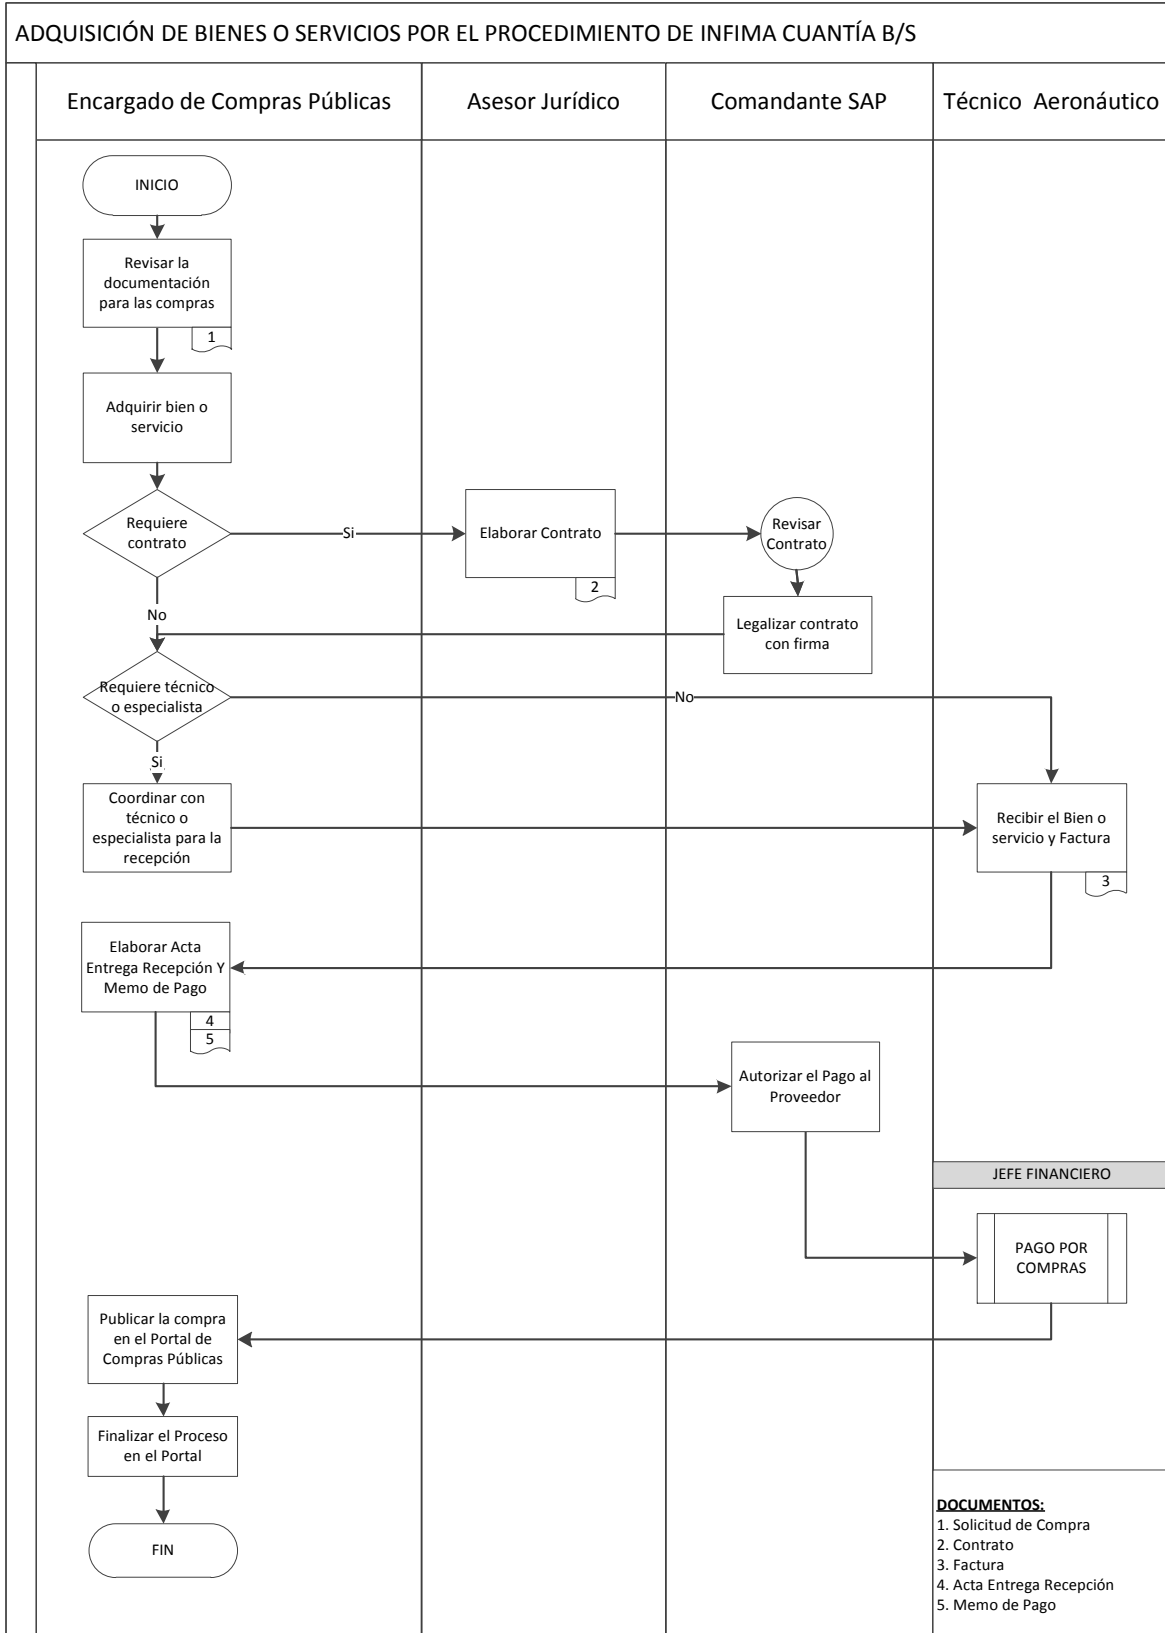 ADQUISICIÓN DE BIENES O SERVICIOS POR EL PROCEDIMIENTO DE INFIMA CUANTÍA B/S
Encargado de Compras Públicas
Asesor Jurídico
Comandante SAP
Técnico Aeronáutico
INICIO
Revisar la
documentación
para las compras
1
Adquirir bien o
servicio
Requiere
contrato
Si
Elaborar Contrato
2
Revisar
Contrato
No
Legalizar contrato
con firma
Requiere técnico
o especialista
No
Si
Coordinar con
técnico o
especialista para la
recepción
Recibir el Bien o
servicio y Factura
3
Elaborar Acta
Entrega Recepción Y
Memo de Pago
4
5
Autorizar el Pago al
Proveedor
JEFE FINANCIERO
PAGO POR
COMPRAS
Publicar la compra
en el Portal de
Compras Públicas
Finalizar el Proceso
en el Portal
FIN
DOCUMENTOS:
1. Solicitud de Compra
2. Contrato
3. Factura
4. Acta Entrega Recepción
5. Memo de Pago